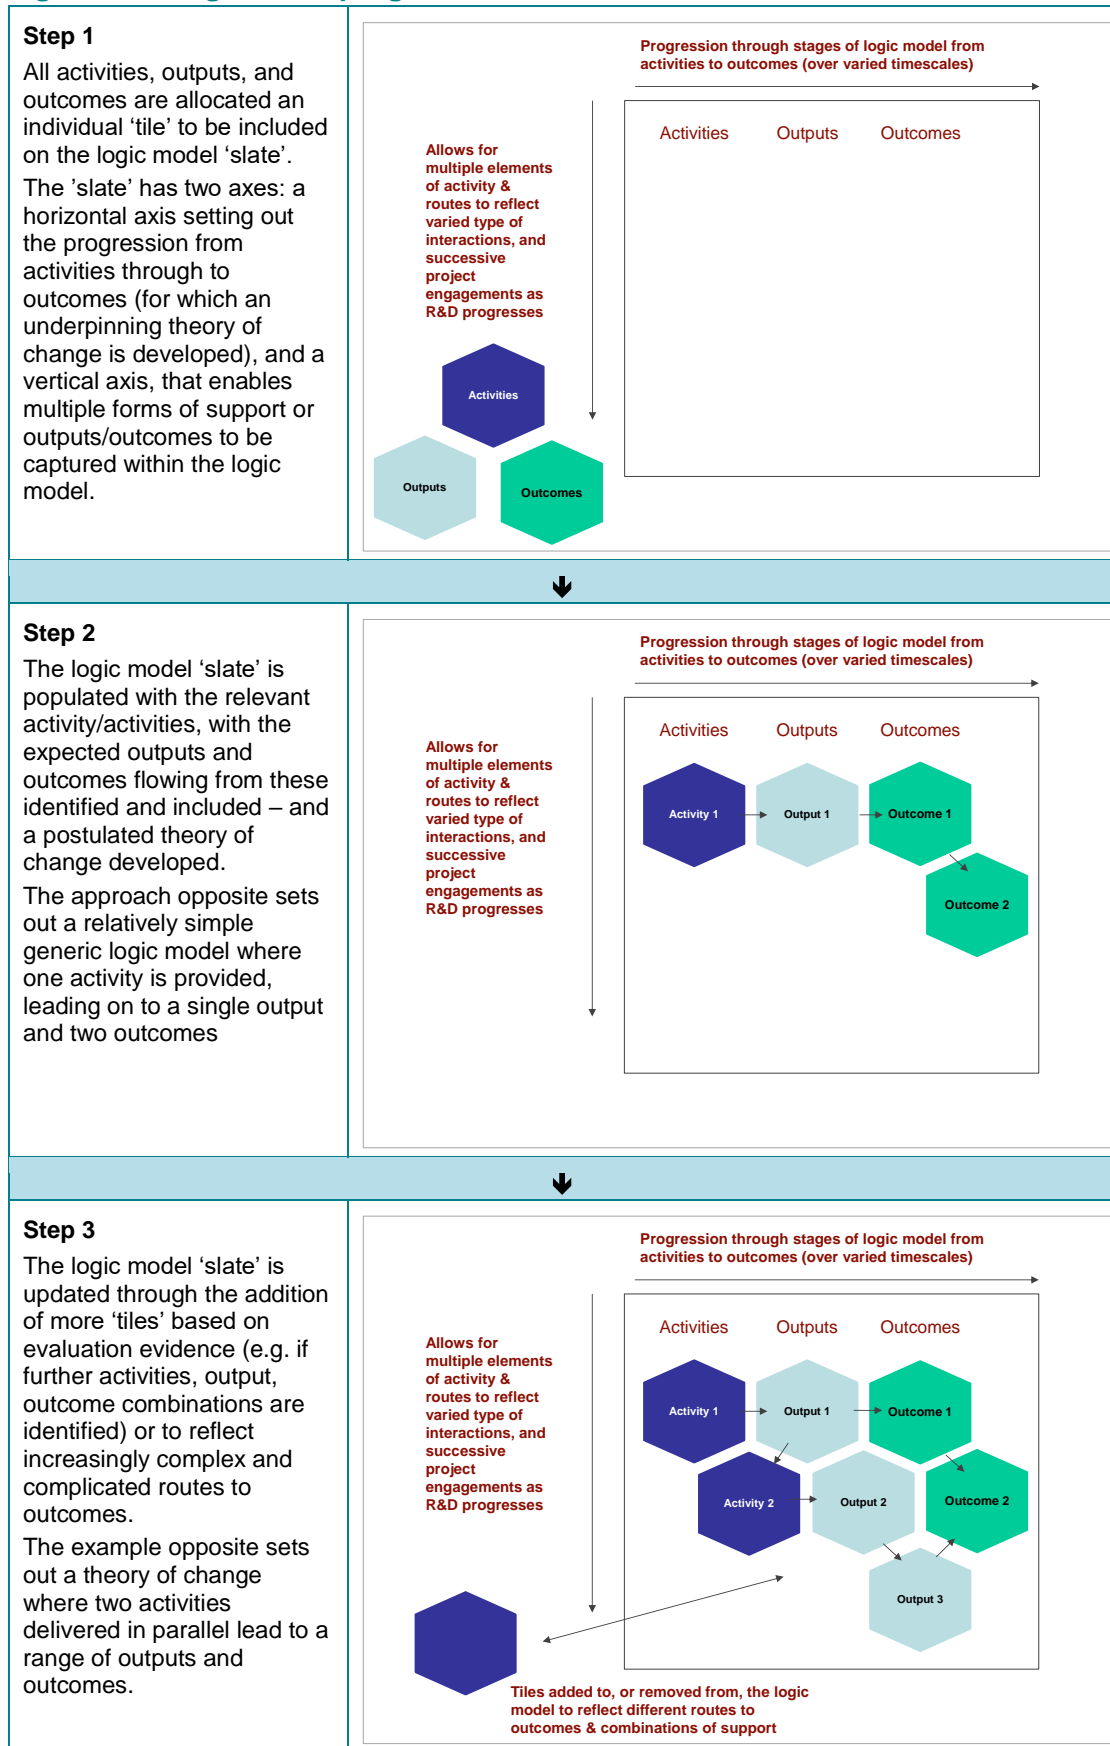 Step 1
All activities, outputs, and
outcomes are allocated an
individual ‘tile’ to be included
on the logic model ‘slate’.
The ’slate’ has two axes: a
horizontal axis setting out
the progression from
activities through to
outcomes (for which an
underpinning theory of
change is developed), and a
vertical axis, that enables
multiple forms of support or
outputs/outcomes to be
captured within the logic
model.
Progression through stages of logic model from
activities to outcomes (over varied timescales)
Allows for
multiple elements
of activity &
routes to reflect
varied type of
interactions, and
successive
project
engagements as
R&D progresses
Activities Outputs Outcomes
Activities
Outputs
Outcomes
Step 2
The logic model ‘slate’ is
populated with the relevant
activity/activities, with the
expected outputs and
outcomes flowing from these
identified and included – and
a postulated theory of
change developed.
The approach opposite sets
out a relatively simple
generic logic model where
one activity is provided,
leading on to a single output
and two outcomes
Progression through stages of logic model from
activities to outcomes (over varied timescales)
Allows for
multiple elements
of activity &
routes to reflect
varied type of
interactions, and
successive
project
engagements as
R&D progresses
Activities Outputs Outcomes
Activity 1 Output 1 Outcome 1
Outcome 2
Step 3
The logic model ‘slate’ is
updated through the addition
of more ‘tiles’ based on
evaluation evidence (e.g. if
further activities, output,
outcome combinations are
identified) or to reflect
increasingly complex and
complicated routes to
outcomes.
The example opposite sets
out a theory of change
where two activities
delivered in parallel lead to a
range of outputs and
outcomes.
Progression through stages of logic model from
activities to outcomes (over varied timescales)
Allows for
multiple elements
of activity &
routes to reflect
varied type of
interactions, and
successive
project
engagements as
R&D progresses
Activities Outputs Outcomes
Activity 1 Output 1 Outcome 1
Activity 2 Output 2 Outcome 2
Output 3
Tiles added to, or removed from, the logic
model to reflect different routes to
outcomes & combinations of support